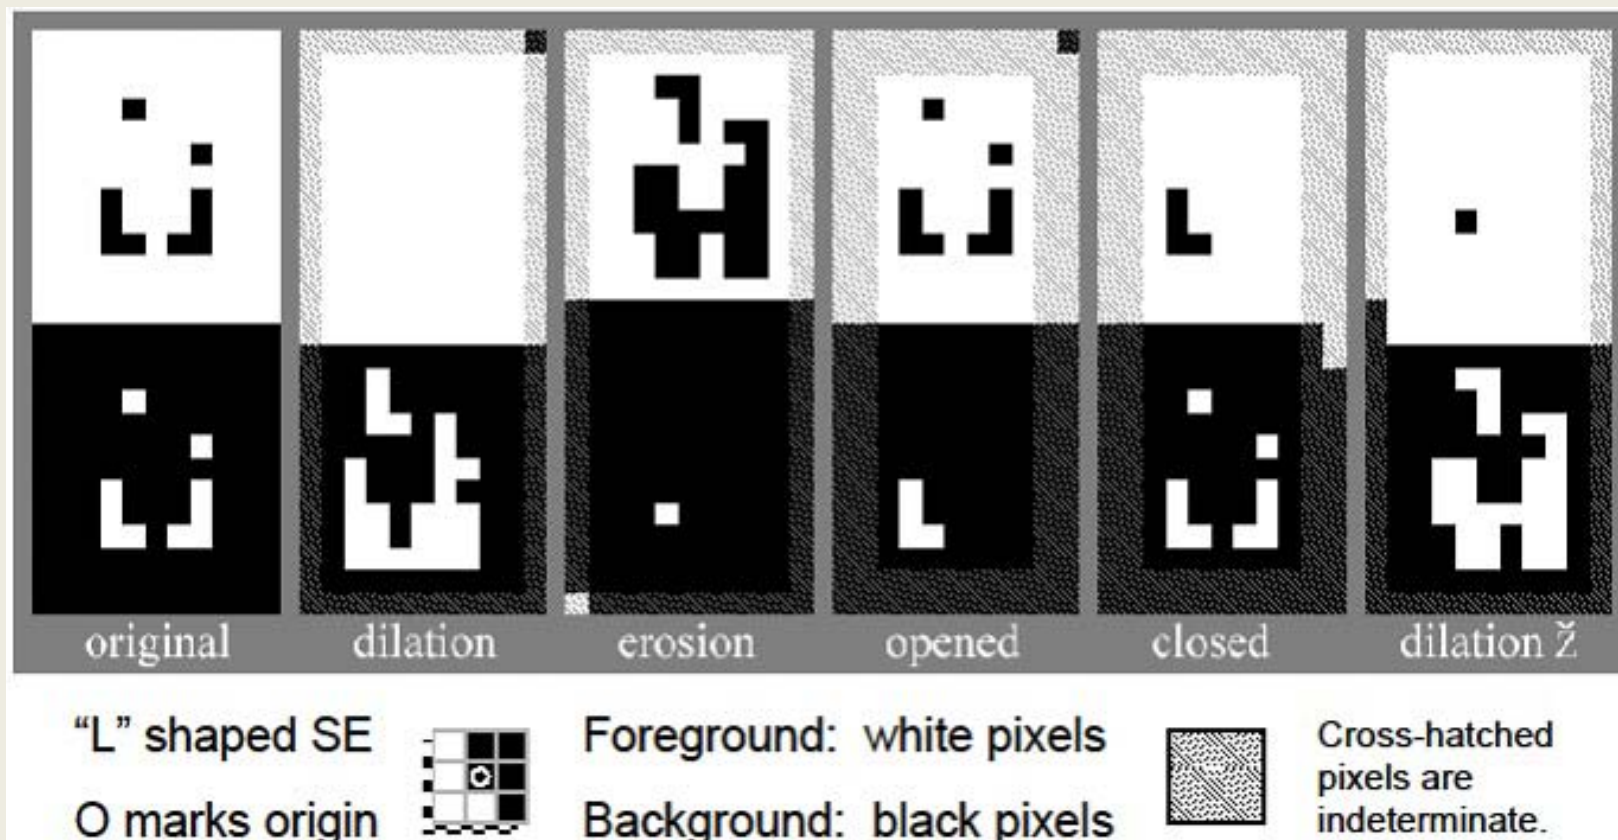 original dilation erosion opened closed dilation Ž
“L” shaped SE
O marks origin
Foreground: white pixels
Background: black pixels
Cross-hatched
pixels are
indeterminate.